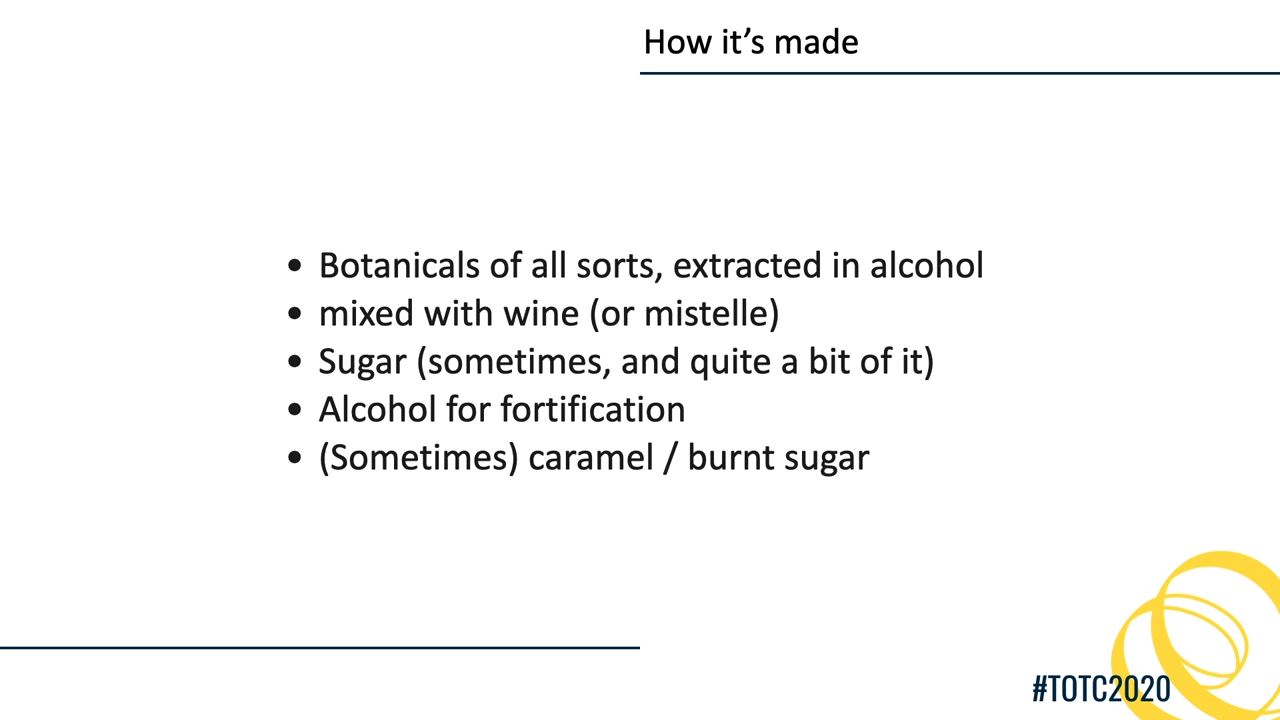 How it’s made
• Botanicals of all sorts, extracted in alcohol
• mixed with wine (or mistelle)
• Sugar (sometimes, and quite a bit of it)
• Alcohol for fortification
• (Sometimes) caramel / burnt sugar
#TOTC2020